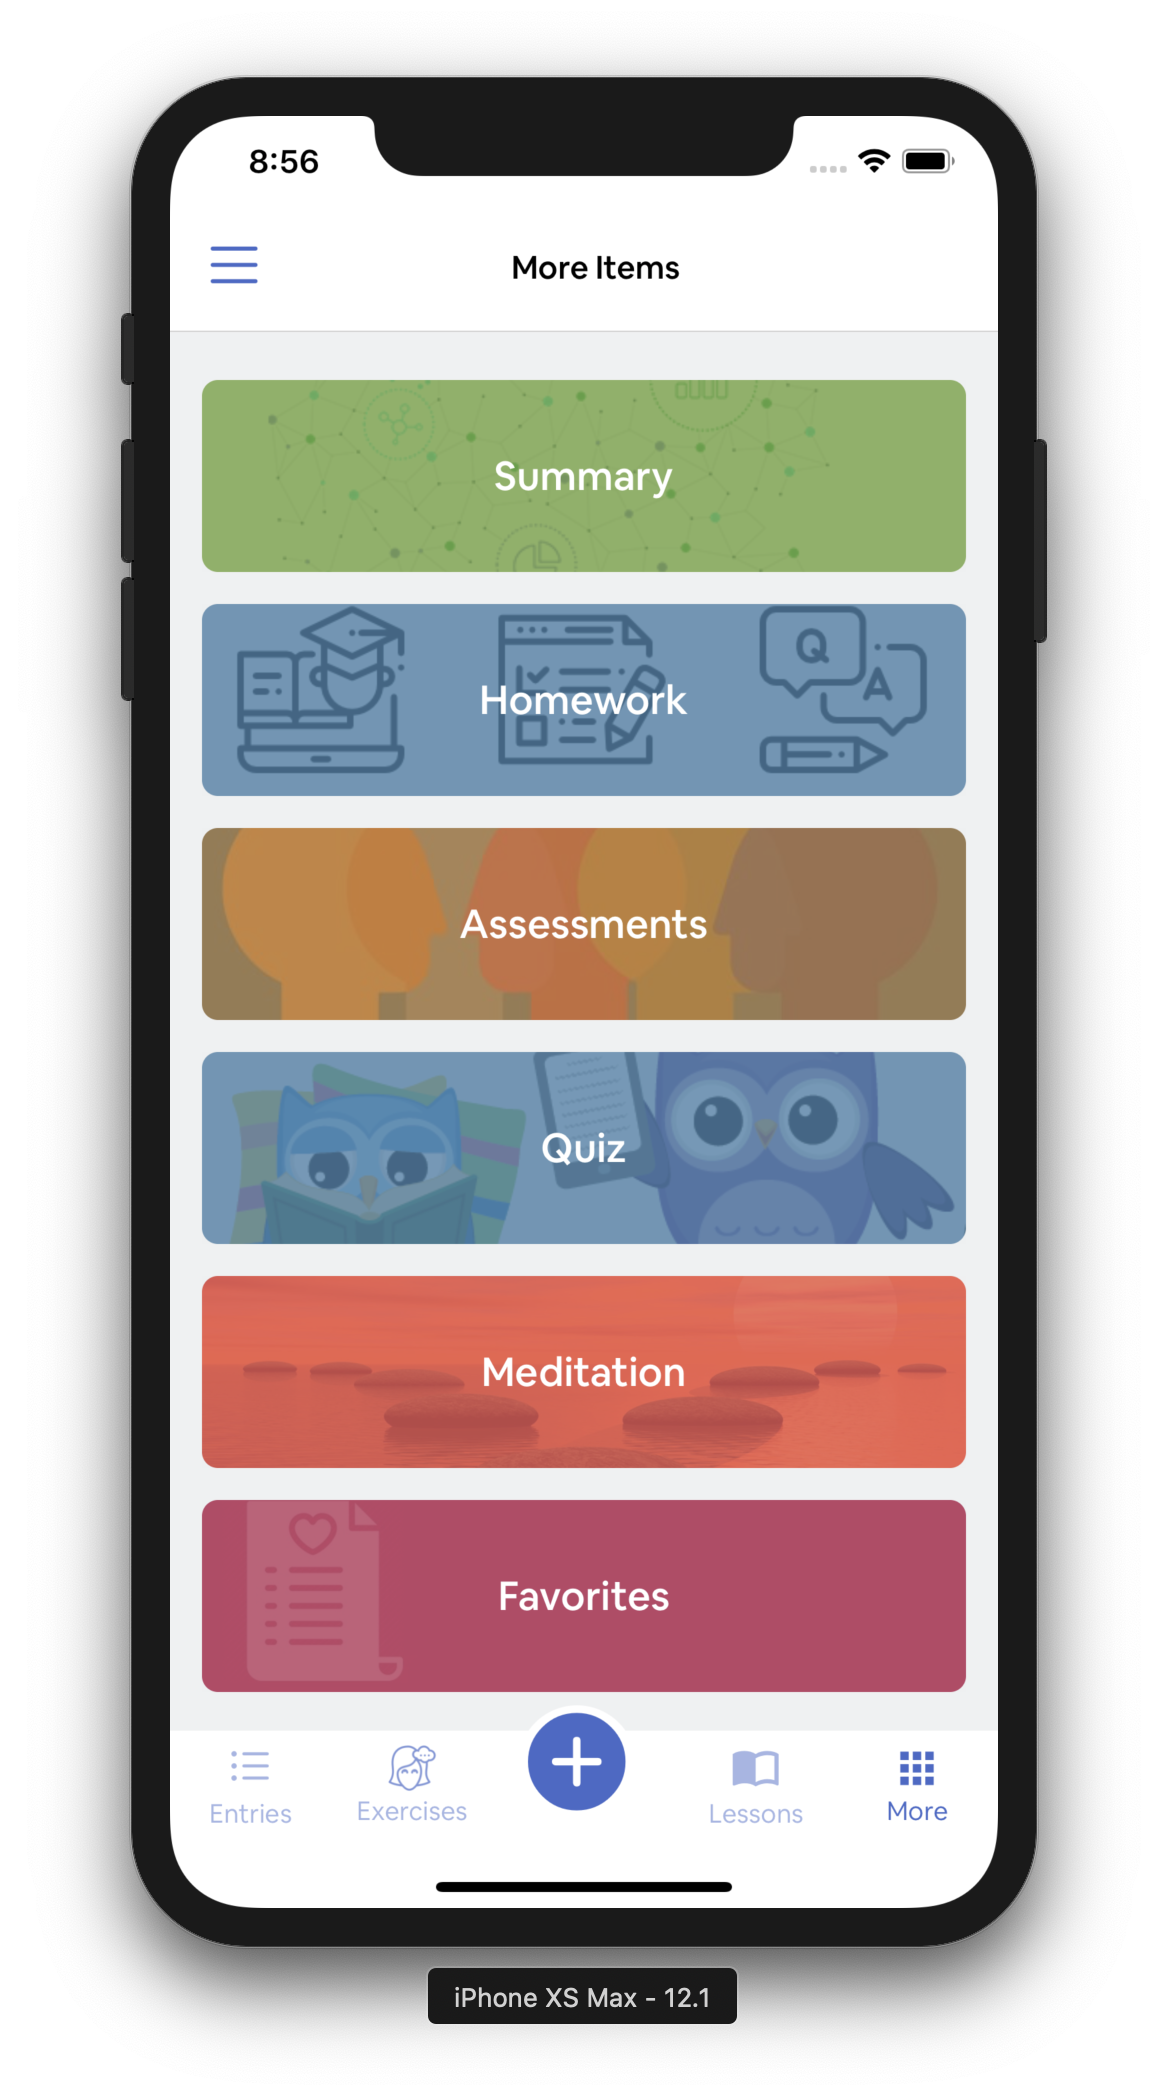 8:56
More Items
Summary
Homework
Q
A
Assessments
Quiz
Meditation
Favorites
Entries
Exercises
Lessons
More
iPhone XS Max - 12.1